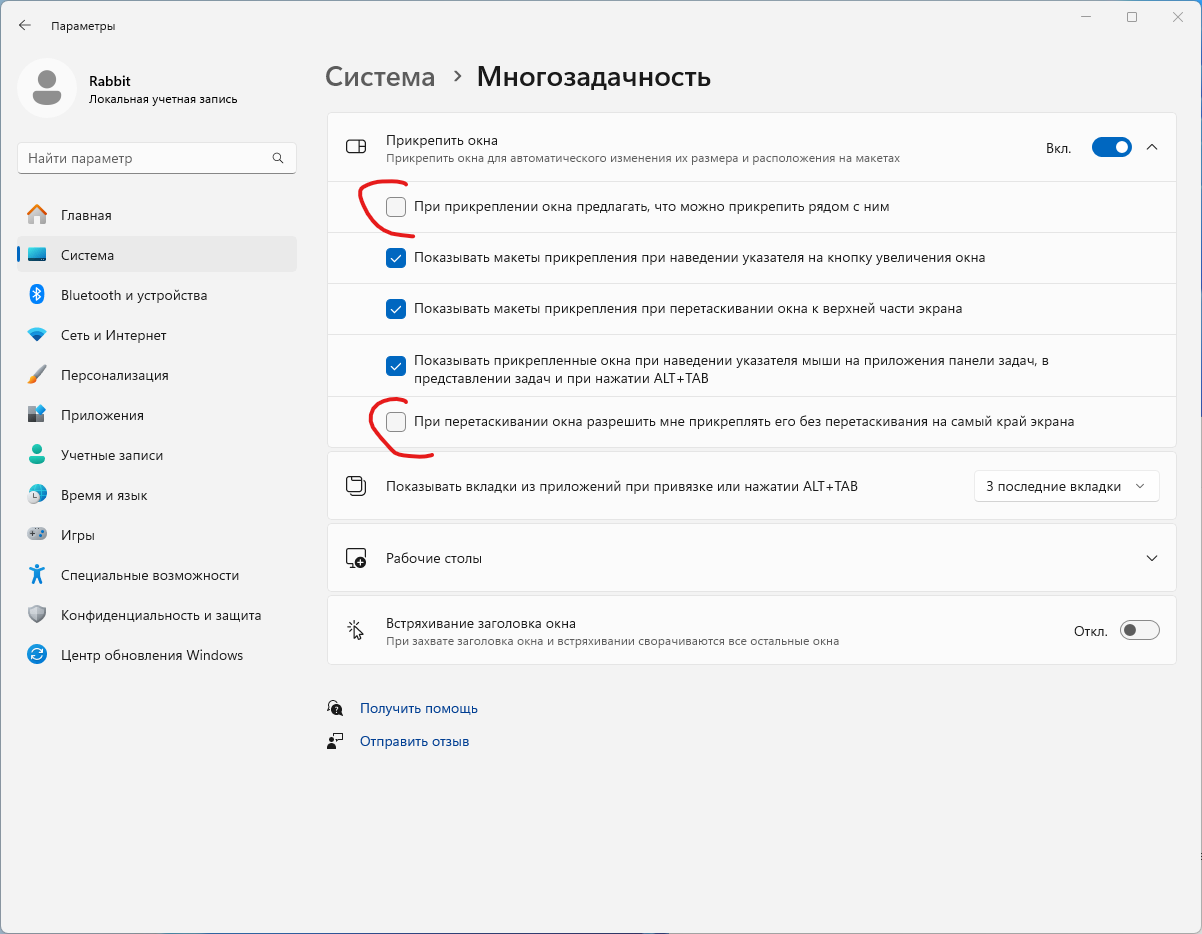 Параметры
Rabbit
Локальная учетная запись
Найти параметр
Главная
Система
Bluetooth и устройства
Сеть и Интернет
Персонализация
Приложения
Учетные записи
Время и язык
Игры
Специальные возможности
Конфиденциальность и защита
Центр обновления Windows
Система › Многозадачность
Прикрепить окна
Прикрепить окна для автоматического изменения их размера и расположения на макетах
Вкл.
При прикреплении окна предлагать, что можно прикрепить рядом с ним
Показывать макеты прикрепления при наведении указателя на кнопку увеличения окна
Показывать макеты прикрепления при перетаскивании окна к верхней части экрана
Показывать прикрепленные окна при наведении указателя мыши на приложения панели задач, в
представлении задач и при нажатии ALT+TAB
При перетаскивании окна разрешить мне прикреплять его без перетаскивания на самый край экрана
Показывать вкладки из приложений при привязке или нажатии ALT+TAB
3 последние вкладки
Рабочие столы
Встряхивание заголовка окна
При захвате заголовка окна и встряхивании сворачиваются все остальные окна
Откл.
Получить помощь
Отправить отзыв